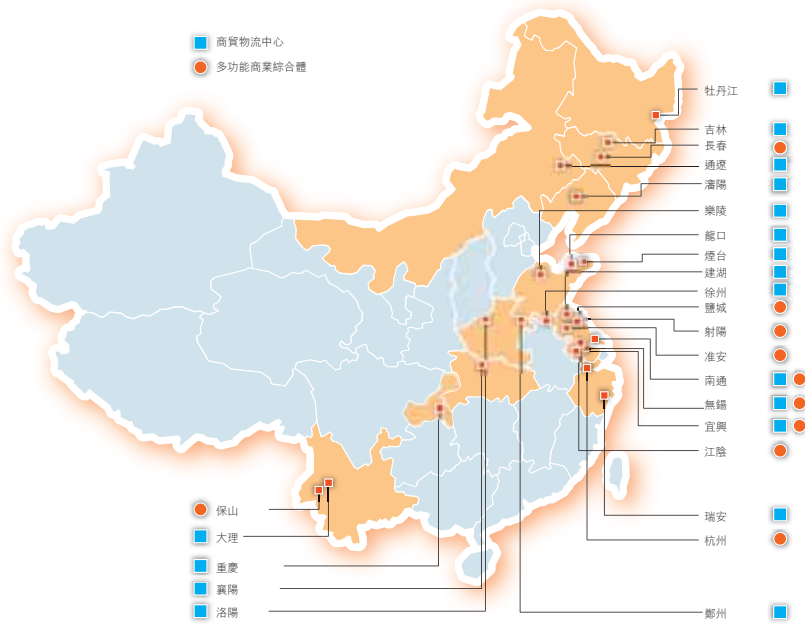 商貿物流中心
多功能商業綜合體
牡丹江
吉林
長春
通遼
瀋陽
樂陵
龍口
煙台
建湖
徐州
鹽城
射陽
准安
南通
無錫
宜興
江陰
瑞安
杭州
鄭州
保山
大理
重慶
襄陽
洛陽